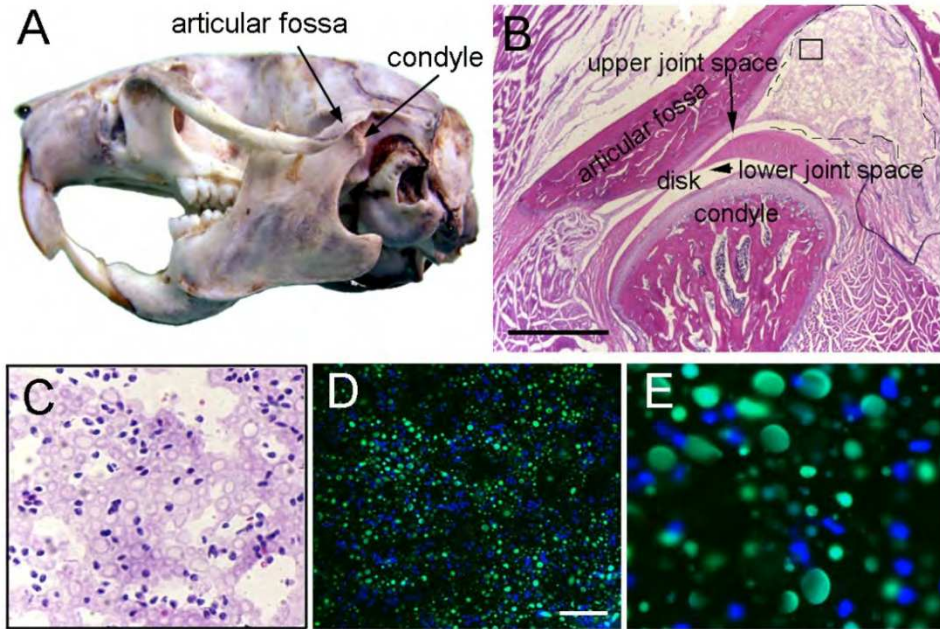 A
articular fossa
condyle
B
upper joint space
articular fossa
disk
lower joint space
condyle
C
D
E